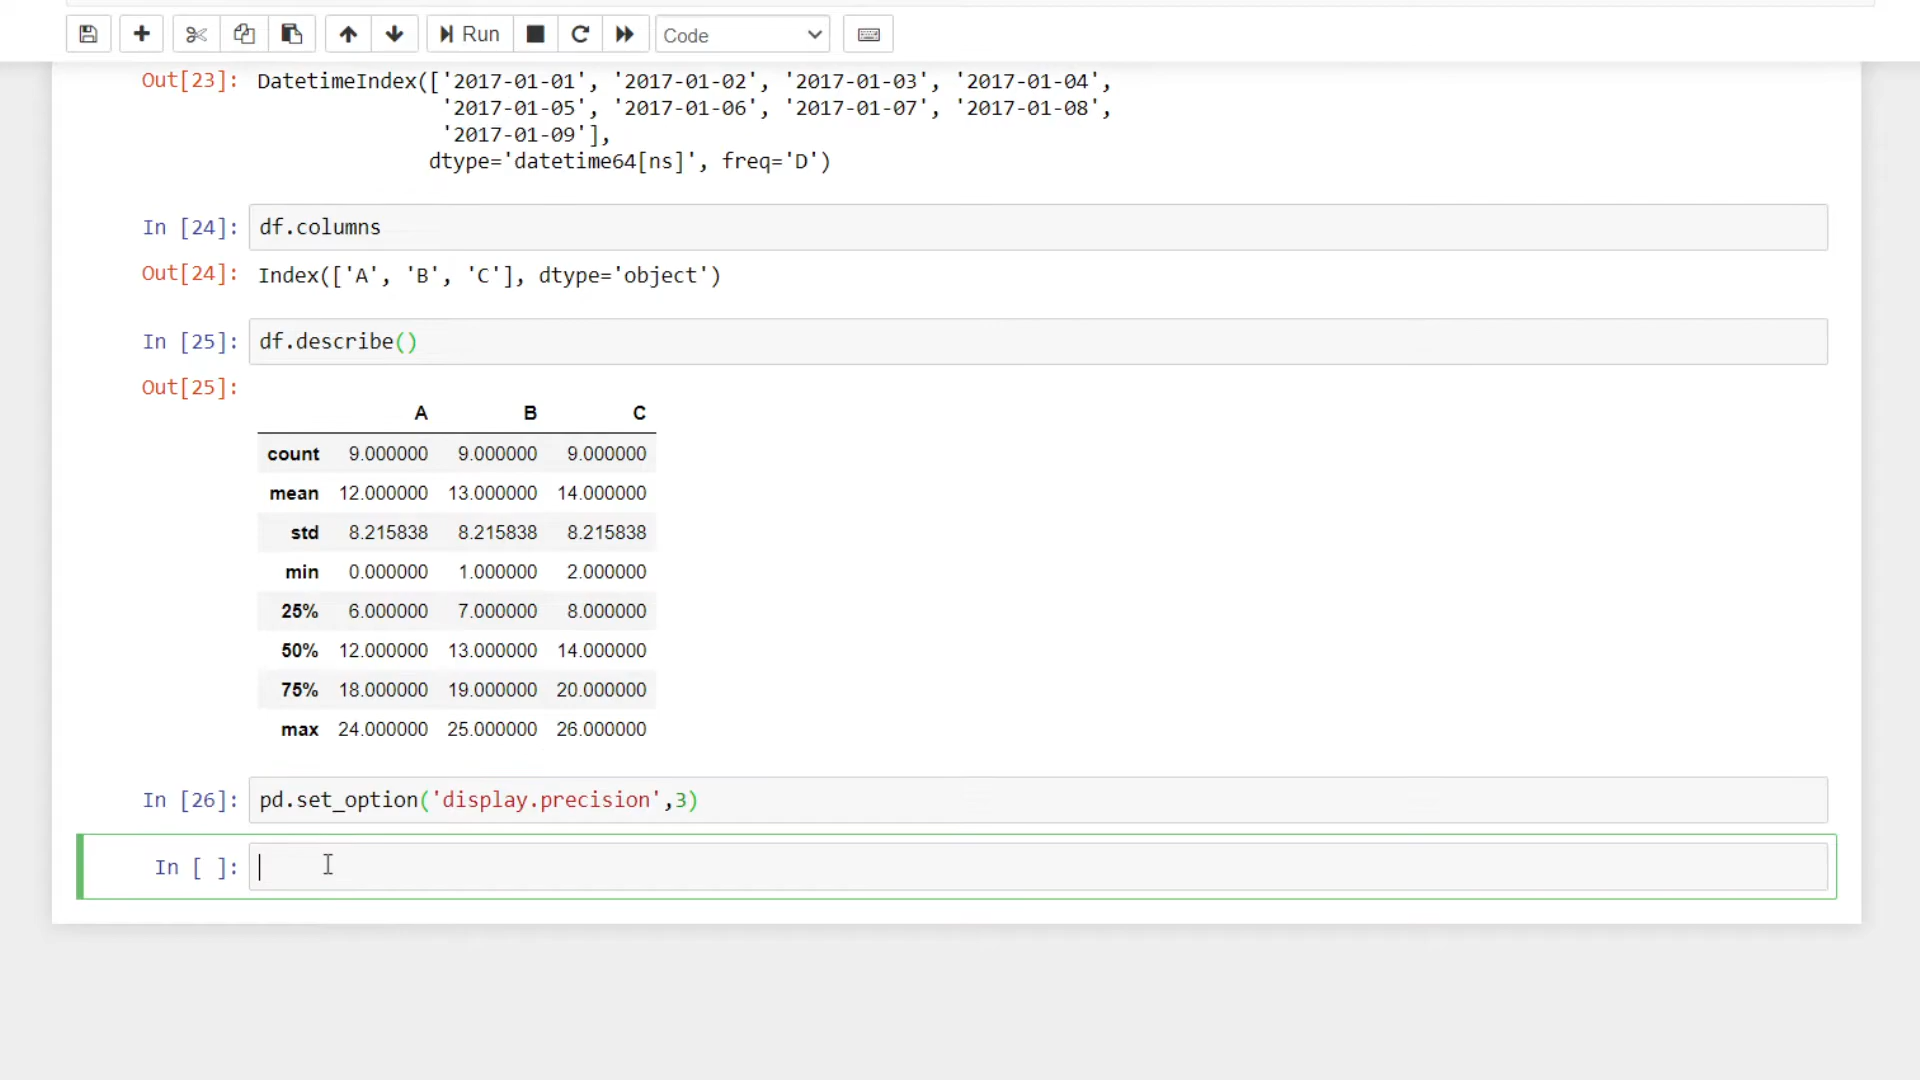 Run
Code
Out[23]: DatetimeIndex(['2017-01-01', '2017-01-02', '2017-01-03', '2017-01-04',
'2017-01-05', '2017-01-06', '2017-01-07', '2017-01-08',
'2017-01-09'],
dtype='datetime64[ns]', freq='D')
In [24]: df.columns
Out[24]: Index(['A', 'B', 'C'], dtype='object')
In [25]: df.describe()
Out[25]:
A B C
count 9.000000 9.000000 9.000000
mean 12.000000 13.000000 14.000000
std 8.215838 8.215838 8.215838
min 0.000000 1.000000 2.000000
25% 6.000000 7.000000 8.000000
50% 12.000000 13.000000 14.000000
75% 18.000000 19.000000 20.000000
max 24.000000 25.000000 26.000000
In [26]: pd.set_option('display.precision',3)
In [ ]: